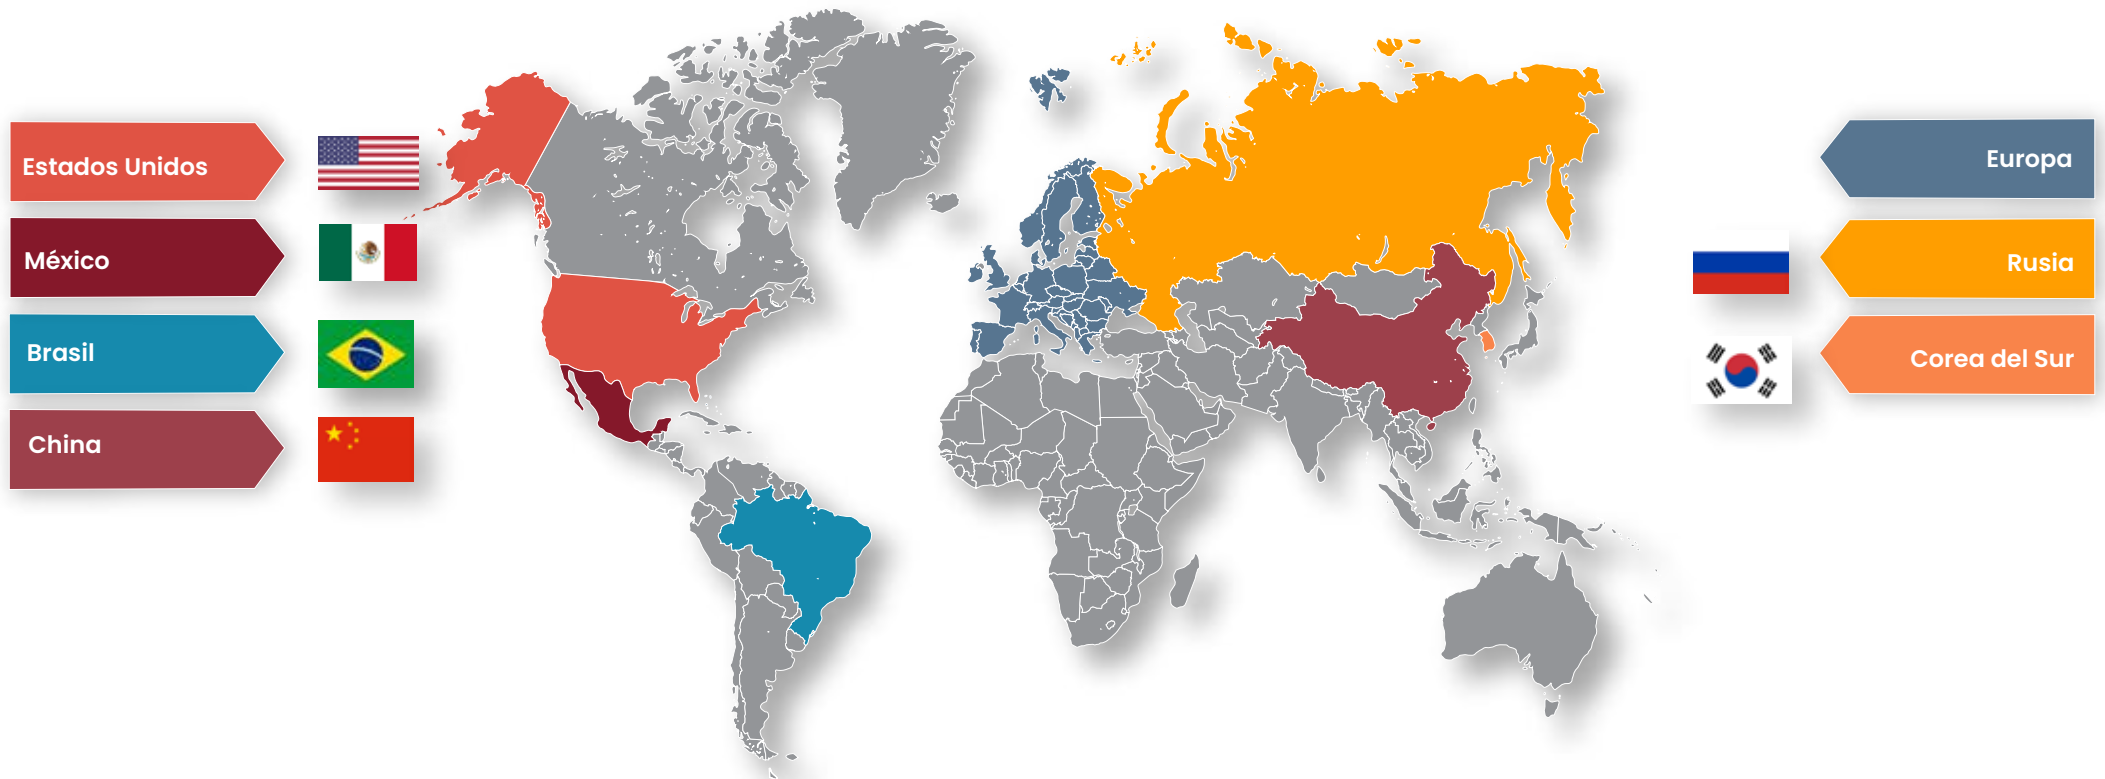 Estados Unidos
México
Brasil
China
Europa
Rusia
Corea del Sur